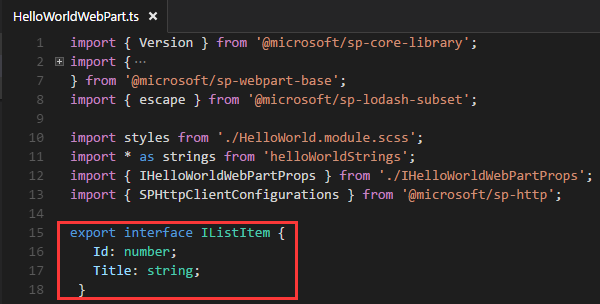 HelloWorldWebPart.ts ×
1 import { Version } from '@microsoft/sp-core-library';
2 import { ...
7 } from '@microsoft/sp-webpart-base';
8 import { escape } from '@microsoft/sp-lodash-subset';
9
10 import styles from './HelloWorld.module.scss';
11 import * as strings from 'helloWorldStrings';
12 import { IHelloWorldWebPartProps } from './IHelloWorldWebPartProps';
13 import { SPHttpClientConfigurations } from '@microsoft/sp-http';
14
15 export interface IListItem {
16 Id: number;
17 Title: string;
18 }